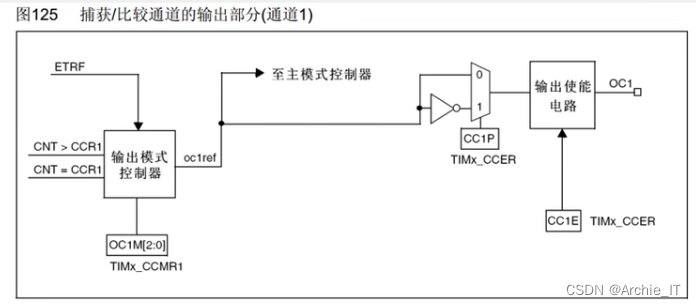 图125 捕获/比较通道的输出部分(通道1)
ETRF
至主模式控制器
0
1
输出使能
电路
OC1
CNT > CCR1
CNT = CCR1
输出模式
控制器
oc1ref
CC1P
TIMx_CCER
CC1E
TIMx_CCER
OC1M[2:0]
TIMx_CCMR1
CSDN @Archie_IT